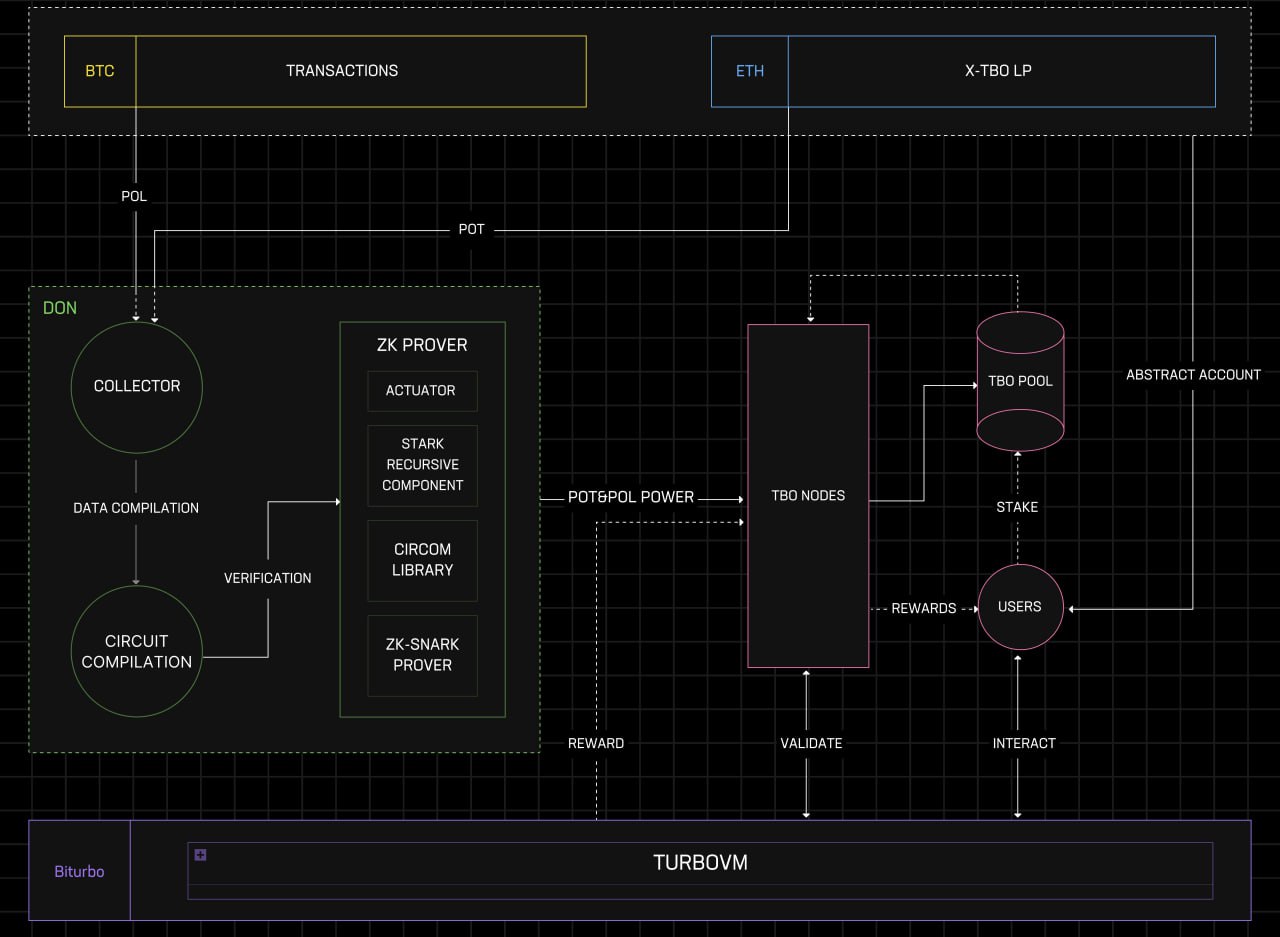 BTC
TRANSACTIONS
ETH
X-TBO LP
POL
POT
DON
COLLECTOR
DATA COMPILATION
CIRCUIT
COMPILATION
VERIFICATION
ZK PROVER
ACTUATOR
STARK
RECURSIVE
COMPONENT
CIRCOM
LIBRARY
ZK-SNARK
PROVER
POT&POL POWER
REWARD
TBO NODES
TBO POOL
ABSTRACT ACCOUNT
STAKE
REWARDS
USERS
VALIDATE
INTERACT
Biturbo
TURBOVM